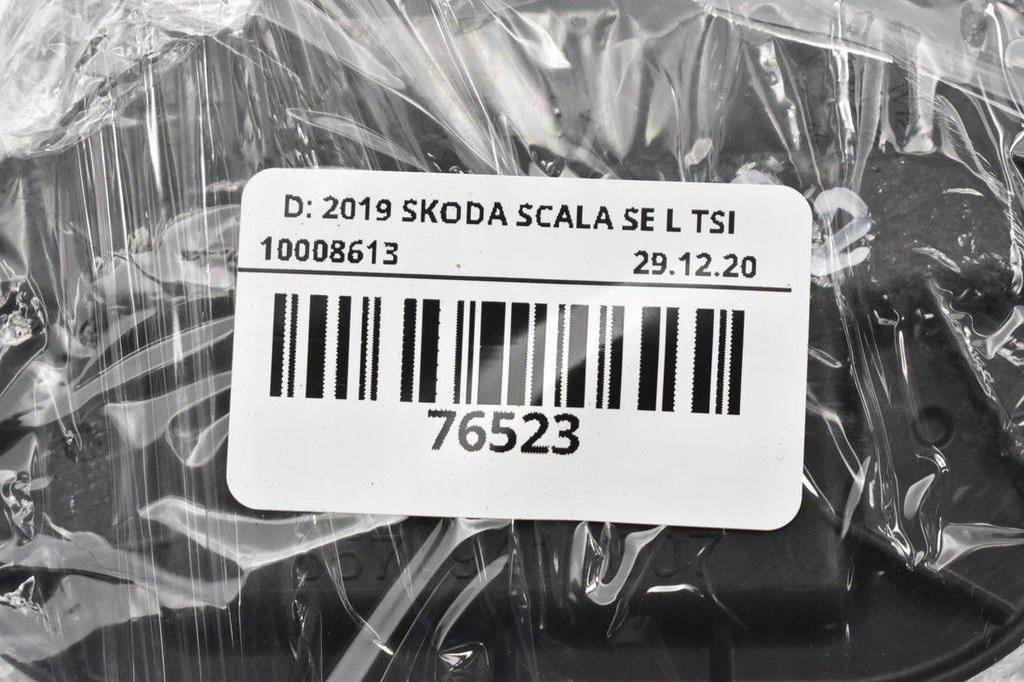 D: 2019 SKODA SCALA SE L TSI
10008613 29.12.20
76523